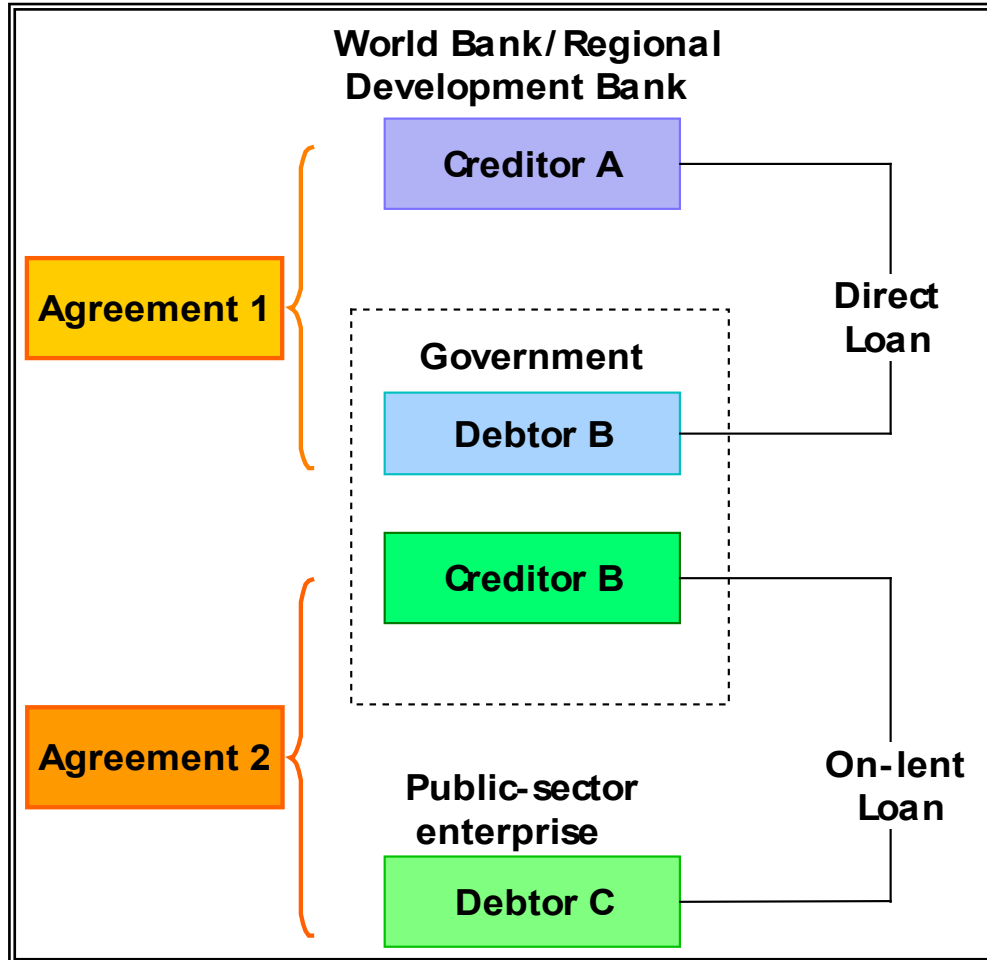 World Bank/Regional
Development Bank
Creditor A
Agreement 1
Direct
Loan
Government
Debtor B
Creditor B
Agreement 2
On-lent
Loan
Public-sector
enterprise
Debtor C